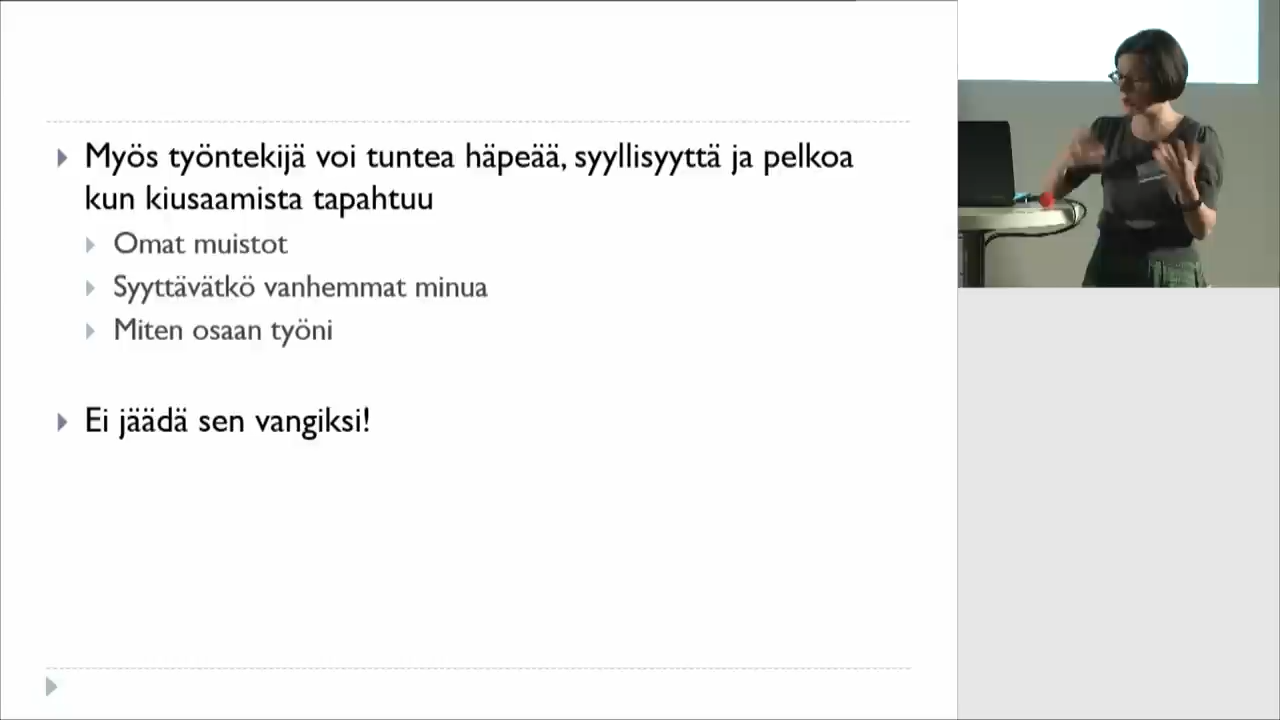 Myös työntekijä voi tuntea häpeää, syyllisyyttä ja pelkoa
kun kiusaamista tapahtuu
Omat muistot
Syyttävätkö vanhemmat minua
Miten osaan työni
Ei jäädä sen vangiksi!